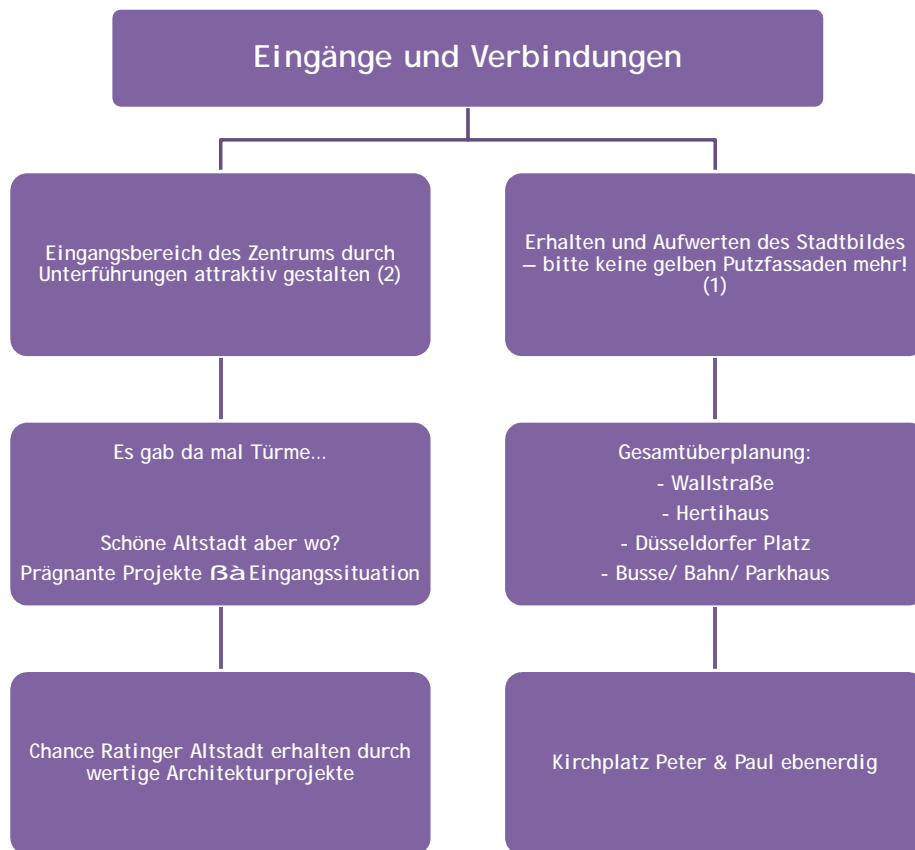 Eingänge und Verbindungen
Eingangsbereich des Zentrums durch
Unterführungen attraktiv gestalten (2)
Erhalten und Aufwerten des Stadtbildes
– bitte keine gelben Putzfassaden mehr!
(1)
Es gab da mal Türme...
Schöne Altstadt aber wo?
Prägnante Projekte ßà Eingangssituation
Gesamtüberplanung:
- Wallstraße
- Hertihaus
- Düsseldorfer Platz
- Busse/ Bahn/ Parkhaus
Chance Ratinger Altstadt erhalten durch
wertige Architekturprojekte
Kirchplatz Peter & Paul ebenerdig